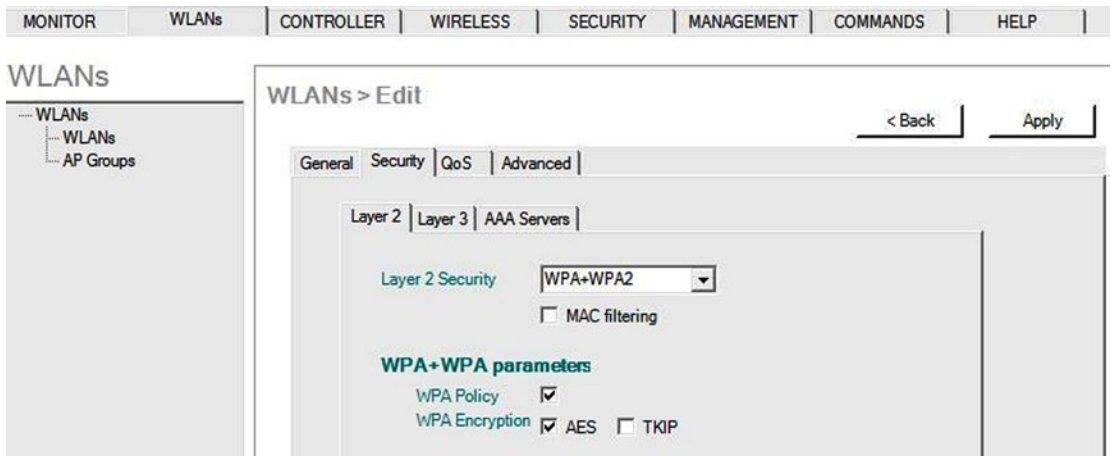 MONITOR WLANs CONTROLLER WIRELESS SECURITY MANAGEMENT COMMANDS HELP
WLANs
WLANs
WLANs
AP Groups
WLANs > Edit
< Back Apply
General Security QoS Advanced
Layer 2 Layer 3 AAA Servers
Layer 2 Security WPA+WPA2
MAC filtering
WPA+WPA parameters
WPA Policy
WPA Encryption AES TKIP